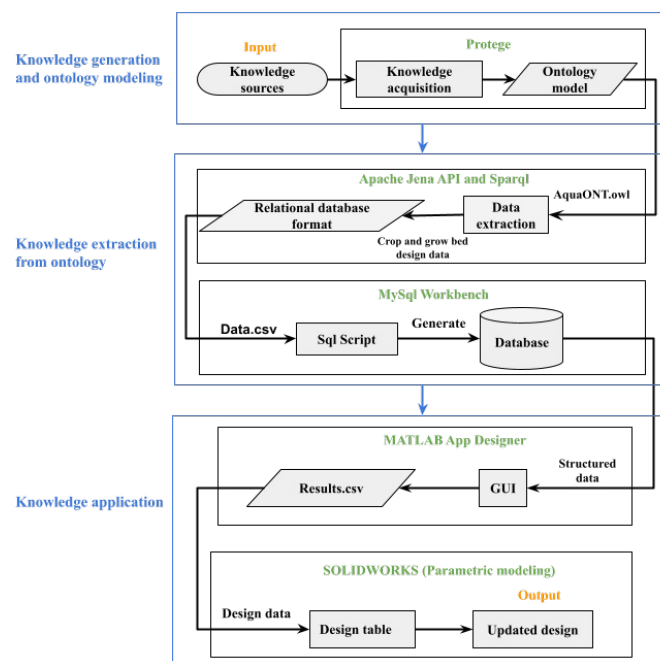 Knowledge generation
and ontology modeling
Input
Protege
Knowledge
sources
Knowledge
acquisition
Ontology
model
Knowledge extraction
from ontology
Apache Jena API and Sparql
AquaONT.owl
Data
extraction
Relational database
format
Crop and grow bed
design data
MySql Workbench
Data.csv
Sql Script
Generate
Database
Knowledge application
MATLAB App Designer
Structured
data
GUI
Results.csv
SOLIDWORKS (Parametric modeling)
Output
Design data
Design table
Updated design